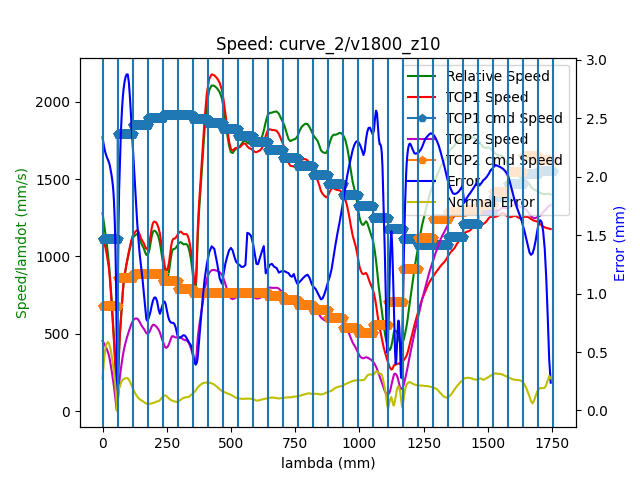 Speed: curve_2/v1800_z10
3.0
Relative Speed
2000
TCP1 Speed
TCP1 cmd Speed
2.5
TCP2 Speed
TCP2 cmd Speed
Error
Normal Error
1500
2.0
1000
1.5
1.0
500
0.5
0
0.0
Speed/lamdot (mm/s)
Error (mm)
0 250 500 750 1000 1250 1500 1750
lambda (mm)